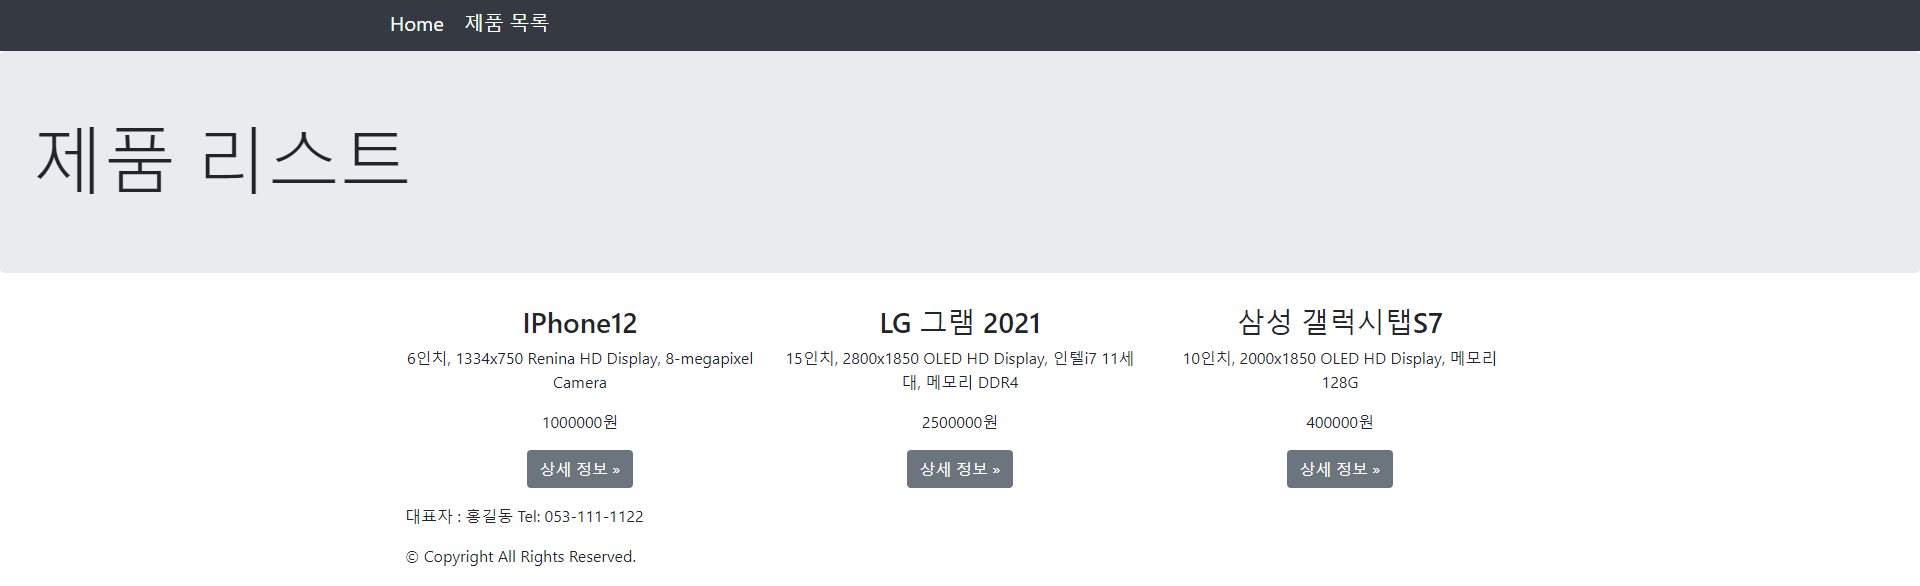 Home 제품 목록
제품 리스트
IPhone12
6인치, 1334x750 Renina HD Display, 8-megapixel
Camera
1000000원
상세 정보 »
LG 그램 2021
15인치, 2800x1850 OLED HD Display, 인텔i7 11세
대, 메모리 DDR4
2500000원
상세 정보 »
삼성 갤럭시탭S7
10인치, 2000x1850 OLED HD Display, 메모리
128G
400000원
상세 정보 »
대표자 : 홍길동 Tel: 053-111-1122
© Copyright All Rights Reserved.